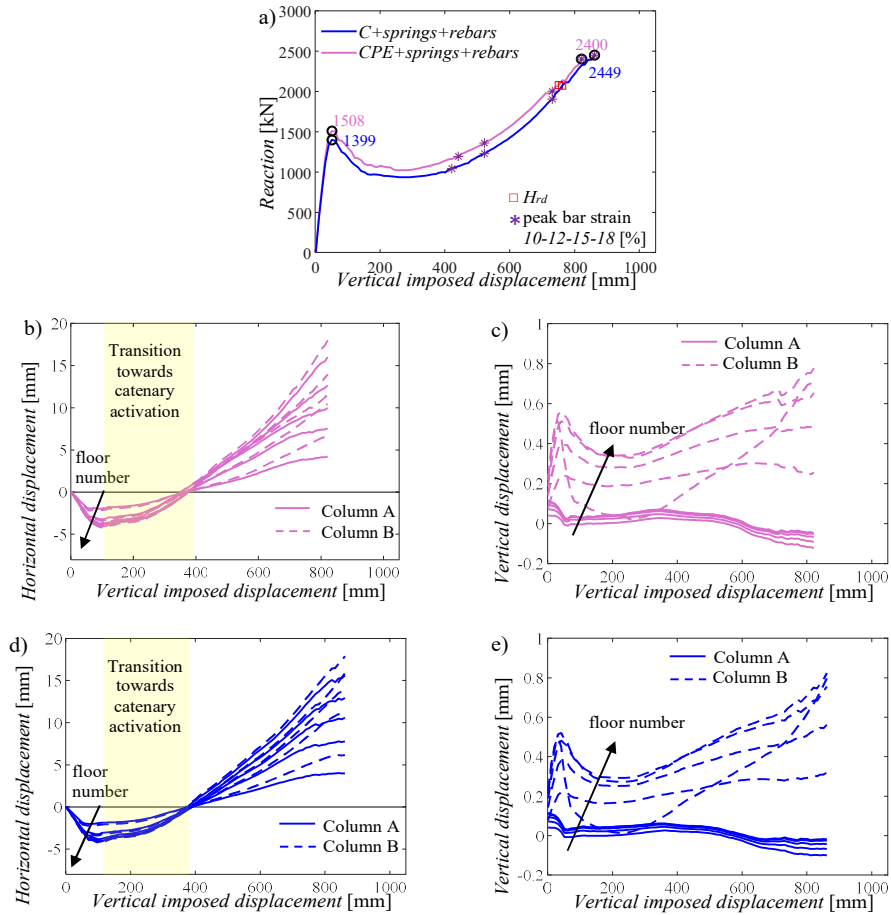 a)
3000
2500
2000
1500
1000
500
0
Reaction [kN]
C+springs+rebars
CPE+springs+rebars
2400
2449
1508
1399
Hrd
peak bar strain
10-12-15-18 [%]
0 200 400 600 800 1000
Vertical imposed displacement [mm]
b)
20
15
10
5
0
-5
Horizontal displacement [mm]
Transition
towards
catenary
activation
floor
number
Column A
Column B
0 200 400 600 800 1000
Vertical imposed displacement [mm]
c)
1
0.8
0.6
0.4
0.2
0
-0.2
Vertical displacement [mm]
Column A
Column B
floor number
0 200 400 600 800 1000
Vertical imposed displacement [mm]
d)
20
15
10
5
0
-5
Horizontal displacement [mm]
Transition
towards
catenary
activation
floor
number
Column A
Column B
0 200 400 600 800 1000
Vertical imposed displacement [mm]
e)
1
0.8
0.6
0.4
0.2
0
-0.2
Vertical displacement [mm]
Column A
Column B
floor number
0 200 400 600 800 1000
Vertical imposed displacement [mm]